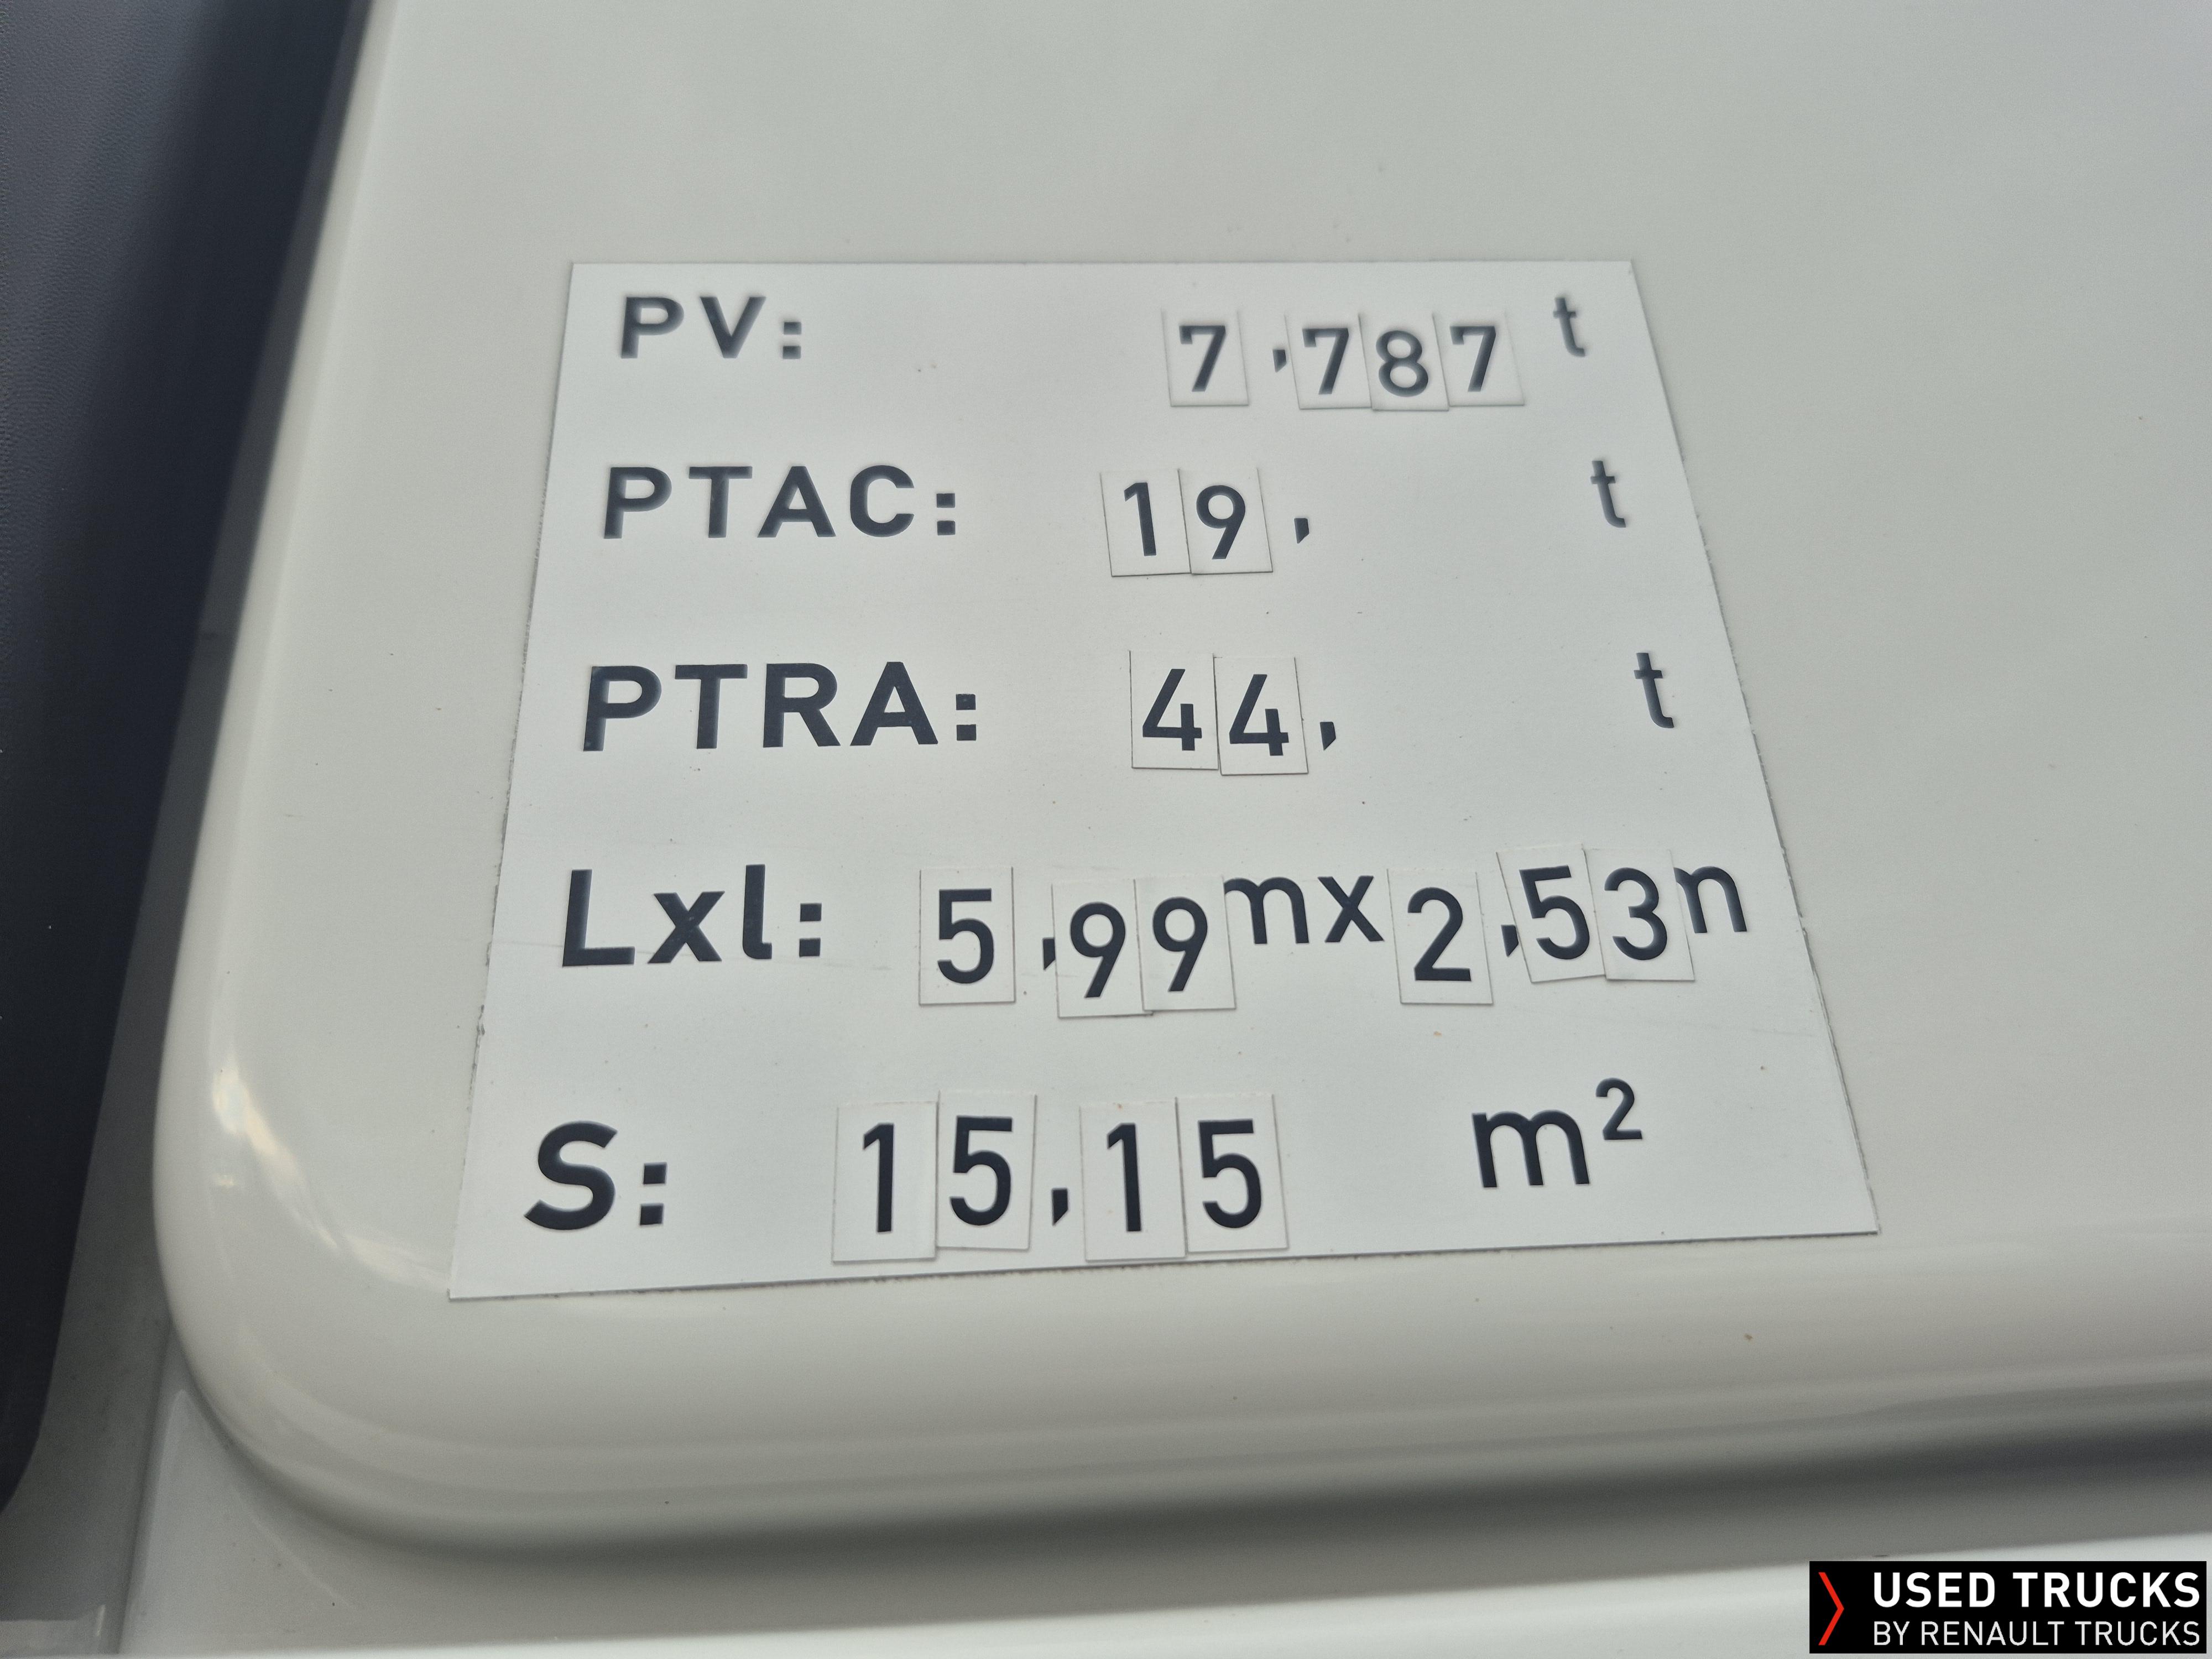 PV: 7,787 t
PTAC: 19, t
PTRA: 44, t
Lxl: 5,99mx2,53n
S: 15,15 m²
USED TRUCKS
BY RENAULT TRUCKS